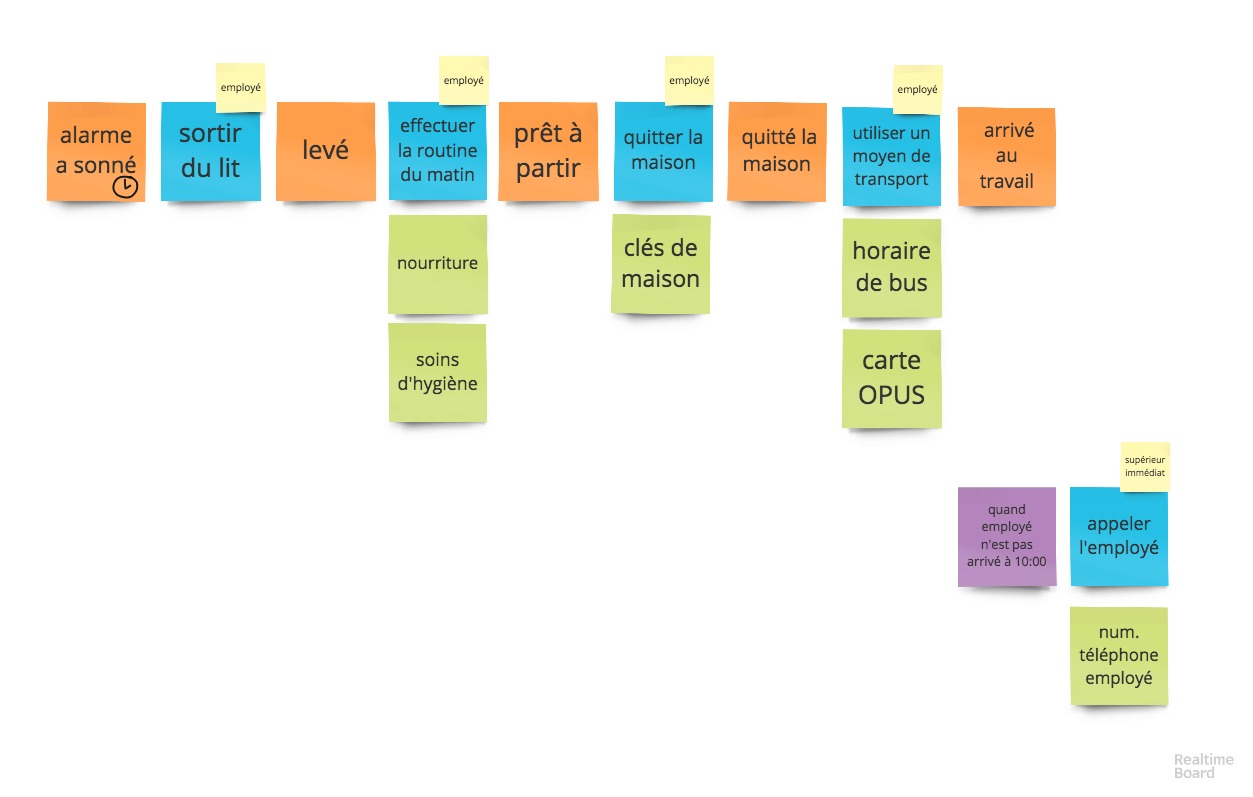 employé
employé
employé
employé
alarme
a sonné
sortir
du lit
levé
effectuer
la routine
du matin
prêt à
partir
quitter la
maison
quitté la
maison
utiliser un
moyen de
transport
arrivé
au
travail
nourriture
clés de
maison
horaire
de bus
soins
d'hygiène
carte
OPUS
supérieur
immédiat
quand
employé
n'est pas
arrivé à 10:00
appeler
l'employé
num.
téléphone
employé
Realtime
Board